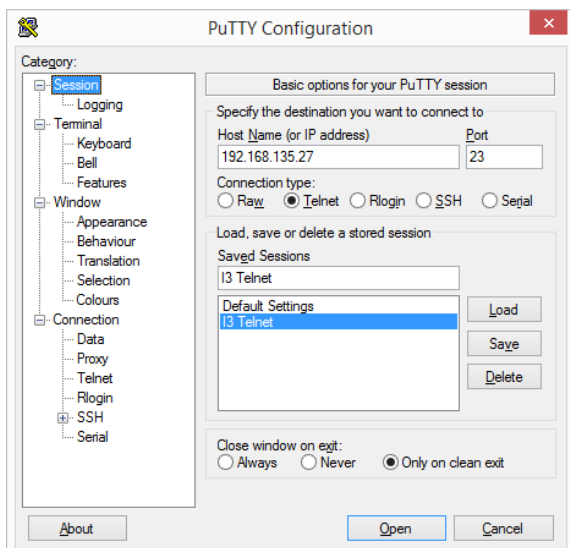 PuTTY Configuration
Category:
Session
Logging
Terminal
Keyboard
Bell
Features
Window
Appearance
Behaviour
Translation
Selection
Colours
Connection
Data
Proxy
Telnet
Rlogin
SSH
Serial
Basic options for your PuTTY session
Specify the destination you want to connect to
Host Name (or IP address) Port
192.168.135.27 23
Connection type:
Raw Telnet Rlogin SSH Serial
Load, save or delete a stored session
Saved Sessions
I3 Telnet
Default Settings
I3 Telnet
Load
Save
Delete
Close window on exit:
Always Never Only on clean exit
About Open Cancel